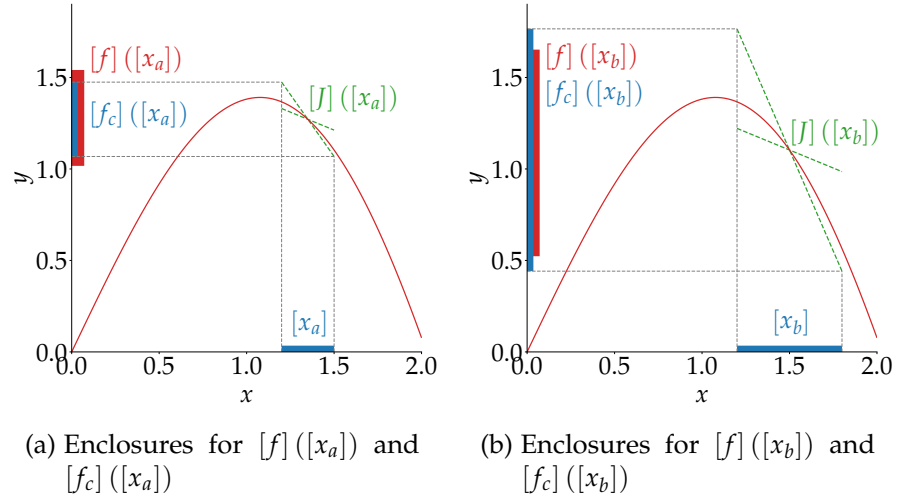 [f] ([x_a])
[f_c] ([x_a])
[J] ([x_a])
[x_a]
y
1.5
1.0
0.5
0.0
0.0 0.5 1.0 1.5 2.0
x
(a) Enclosures for [f] ([x_a]) and
[f_c] ([x_a])
[f] ([x_b])
[f_c] ([x_b])
[J] ([x_b])
[x_b]
y
1.5
1.0
0.5
0.0
0.0 0.5 1.0 1.5 2.0
x
(b) Enclosures for [f] ([x_b]) and
[f_c] ([x_b])